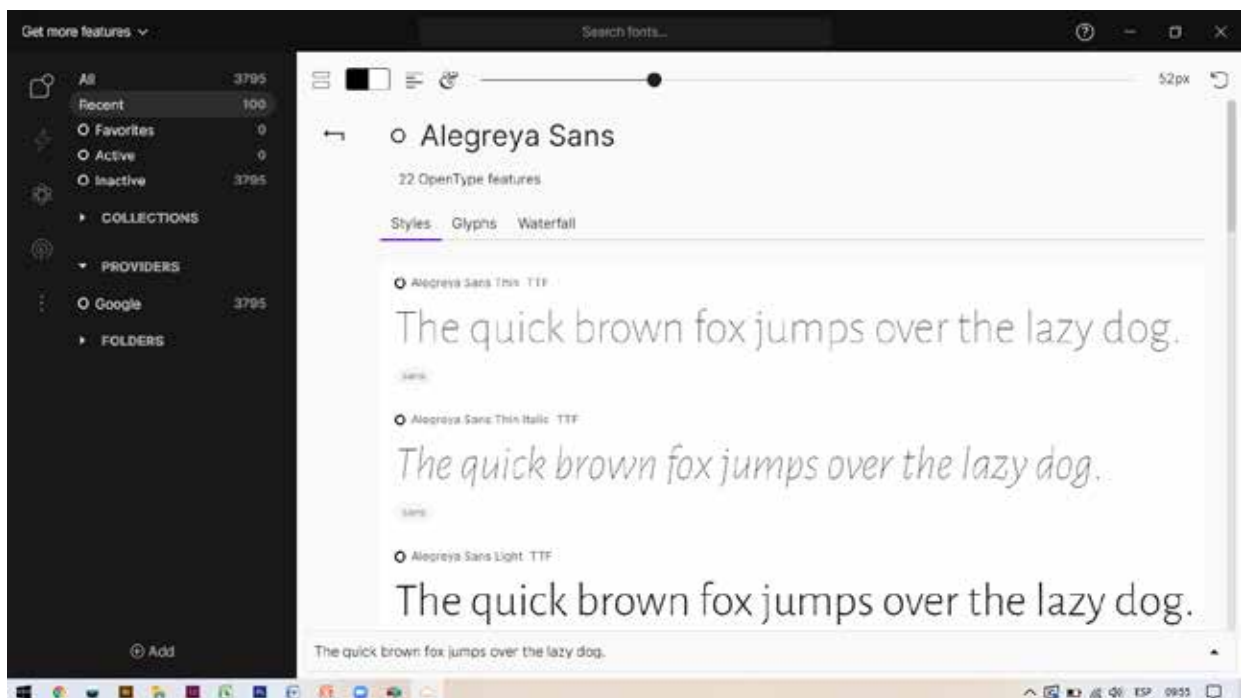 Get more features
Search fonts...
All 3795
Recent 100
Favorites 0
Active 0
Inactive 3795
COLLECTIONS
PROVIDERS
Google 3795
FOLDERS
Add
52px
Alegreya Sans
22 OpenType features
Styles Glyphs Waterfall
Alegreya Sans Thin TTF
The quick brown fox jumps over the lazy dog.
sans
Alegreya Sans Thin Italic TTF
The quick brown fox jumps over the lazy dog.
sans
Alegreya Sans Light TTF
The quick brown fox jumps over the lazy dog.
The quick brown fox jumps over the lazy dog.
ESP 09:55